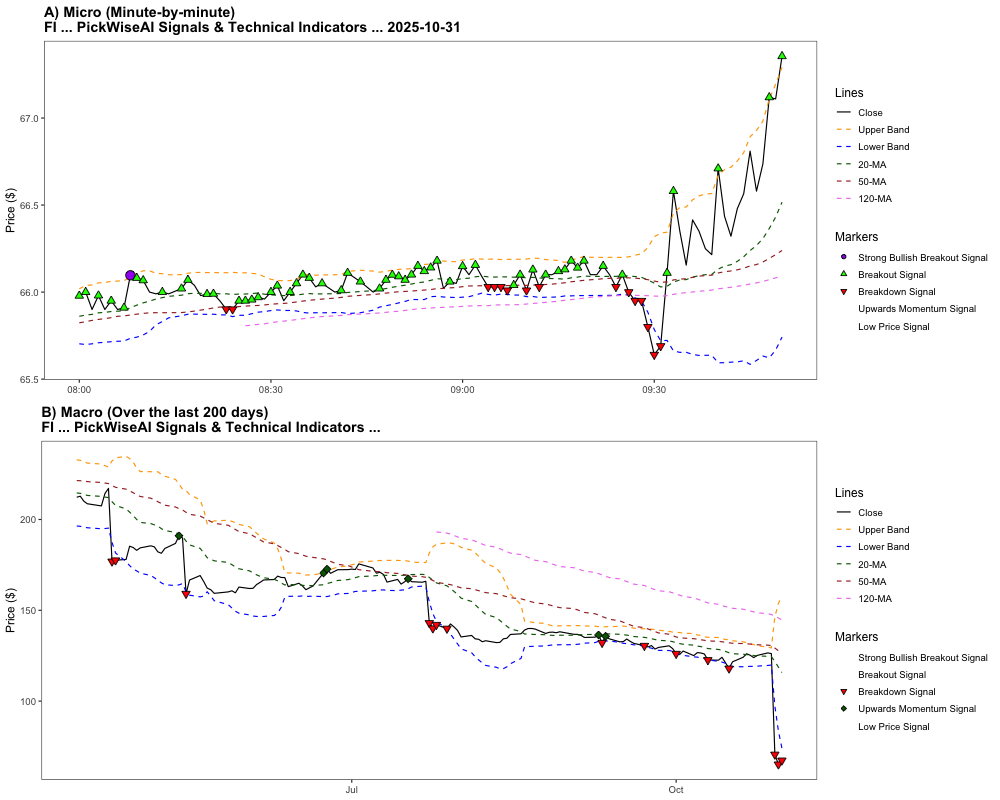 A) Micro (Minute-by-minute)
FI ... PickWiseAI Signals & Technical Indicators ... 2025-10-31
Price ($)
67.0
66.5
66.0
65.5
08:00
08:30
09:00
09:30
Lines
Close
Upper Band
Lower Band
20-MA
50-MA
120-MA
Markers
Strong Bullish Breakout Signal
Breakout Signal
Breakdown Signal
Upwards Momentum Signal
Low Price Signal
B) Macro (Over the last 200 days)
FI ... PickWiseAI Signals & Technical Indicators ...
Price ($)
200
150
100
Jul
Oct
Lines
Close
Upper Band
Lower Band
20-MA
50-MA
120-MA
Markers
Strong Bullish Breakout Signal
Breakout Signal
Breakdown Signal
Upwards Momentum Signal
Low Price Signal